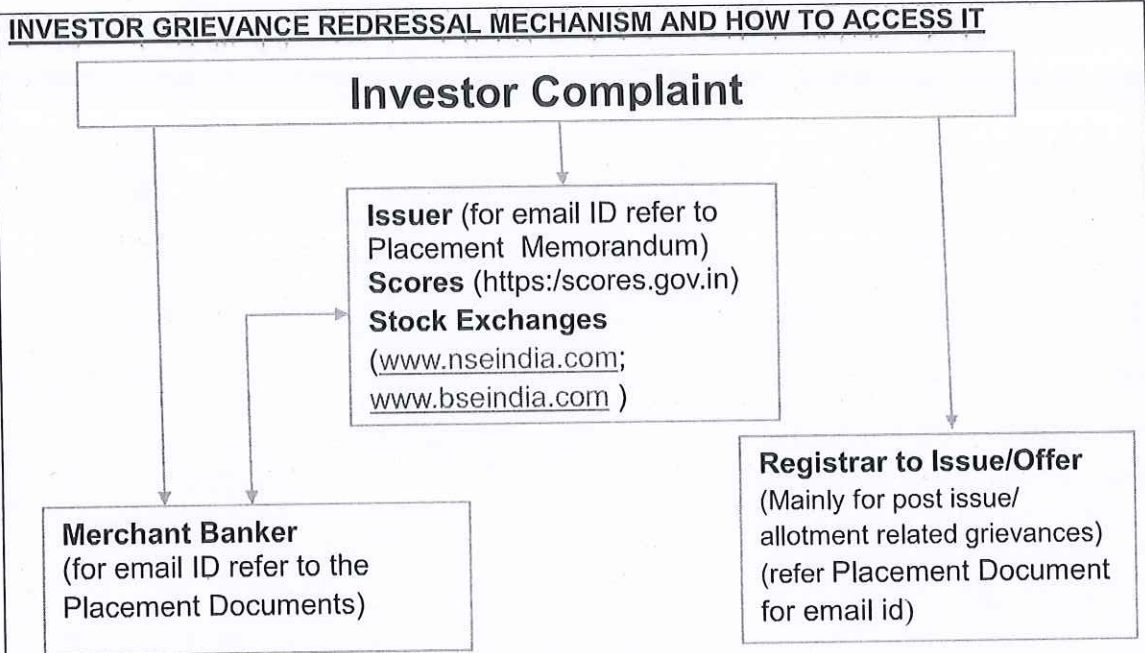 INVESTOR GRIEVANCE REDRESSAL MECHANISM AND HOW TO ACCESS IT
Investor Complaint
Issuer (for email ID refer to
Placement Memorandum)
Scores (https:/scores.gov.in)
Stock Exchanges
(www.nseindia.com;
www.bseindia.com )
Merchant Banker
(for email ID refer to the
Placement Documents)
Registrar to Issue/Offer
(Mainly for post issue/
allotment related grievances)
(refer Placement Document
for email id)